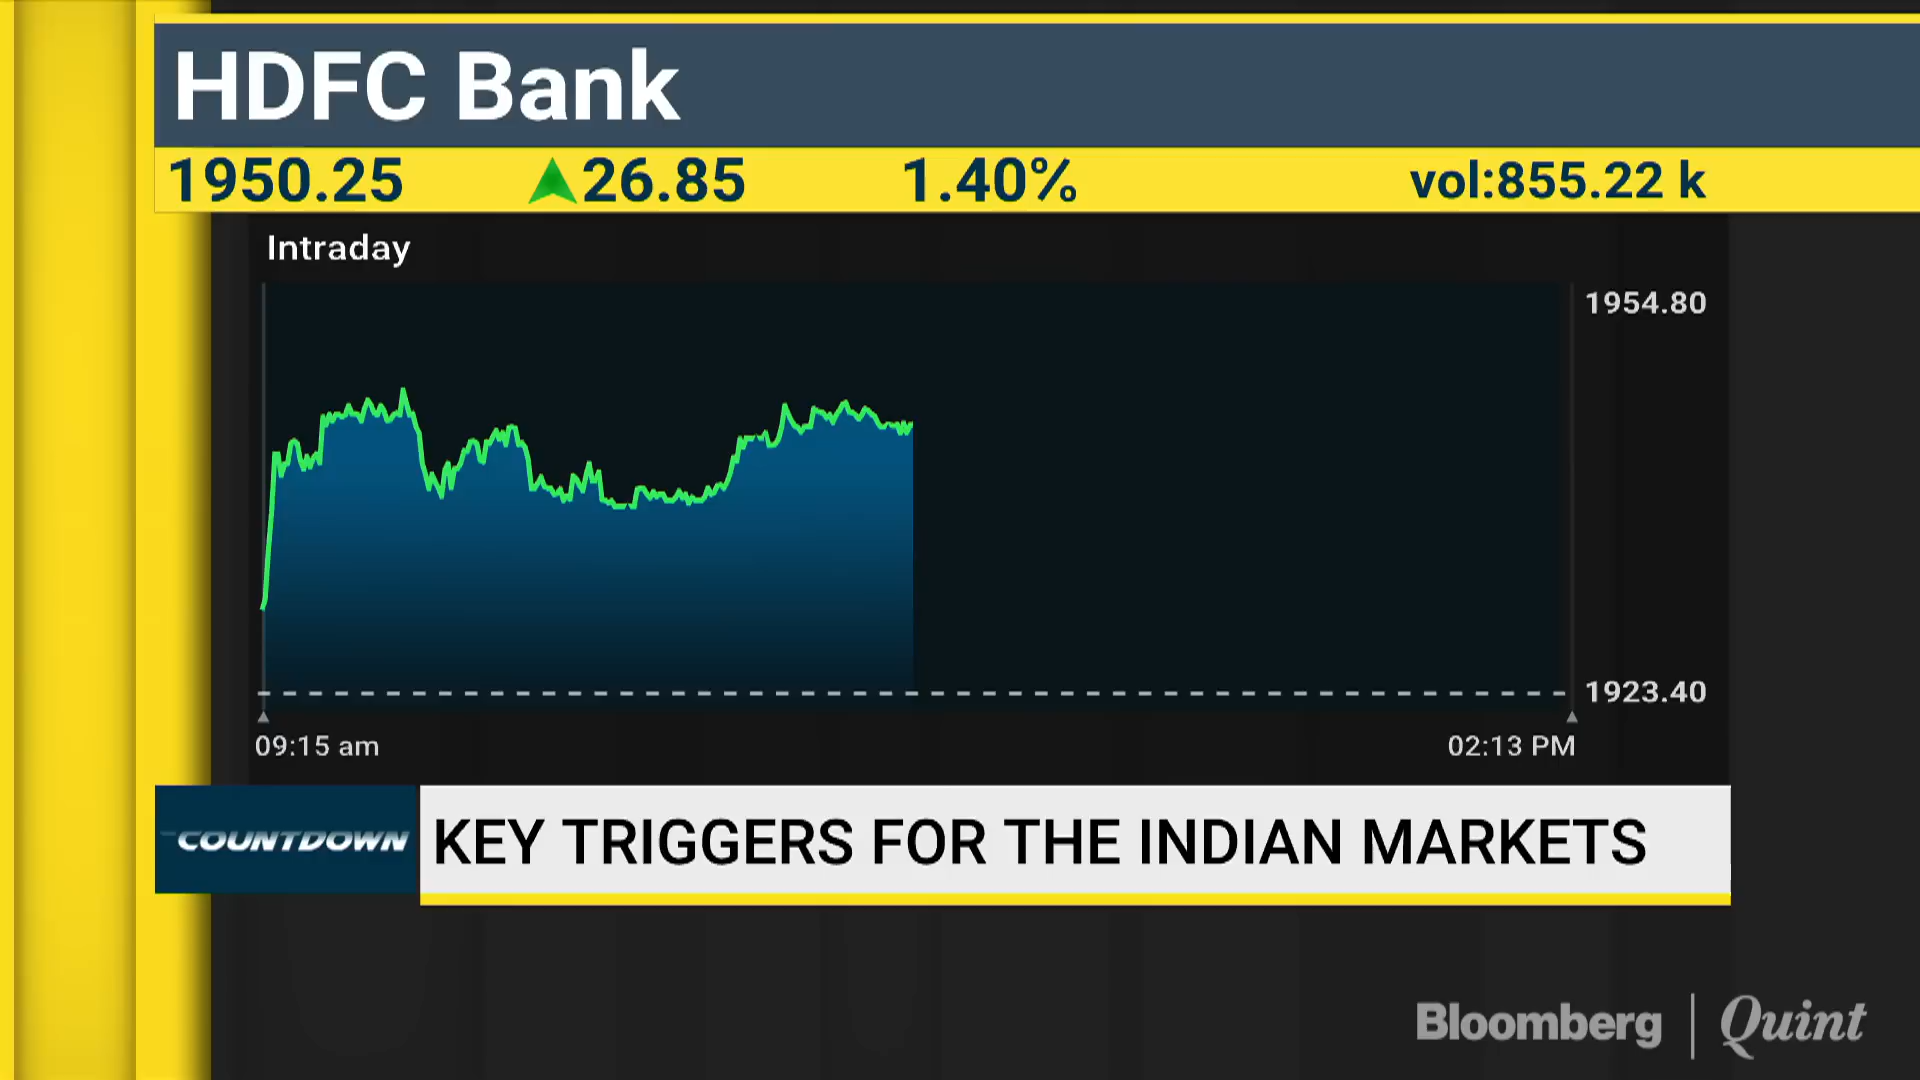 HDFC Bank
1950.25 ▲26.85 1.40% vol:855.22 k
Intraday
1954.80
1923.40
09:15 am 02:13 PM
COUNTDOWN KEY TRIGGERS FOR THE INDIAN MARKETS
Bloomberg | Quint